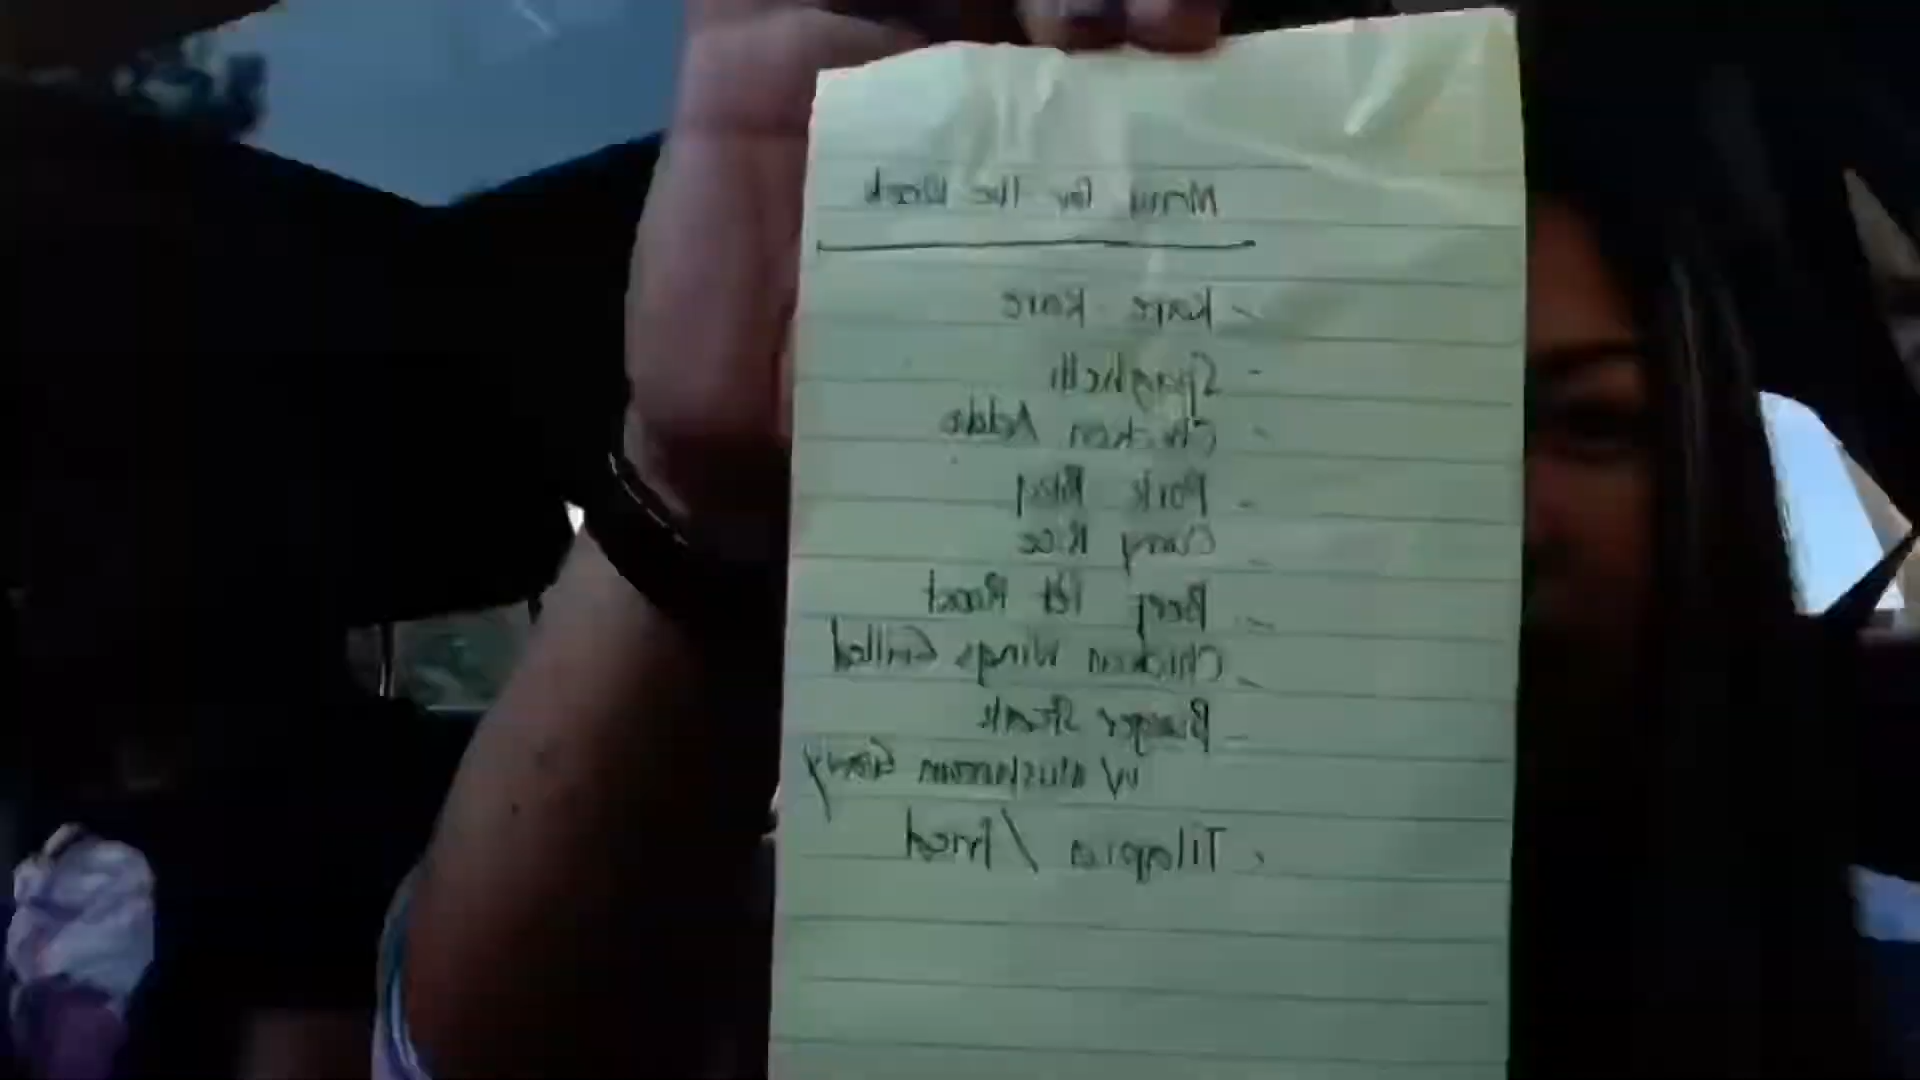 Menu for the Week
- Kare-Kare
- Spaghetti
- Chicken Adobo
- Pork
- Curry Rice
- Beef Pot Roast
- Chicken Wings Grilled
- Burger Steak
w/ Mushroom Gravy
- Tilapia / fried